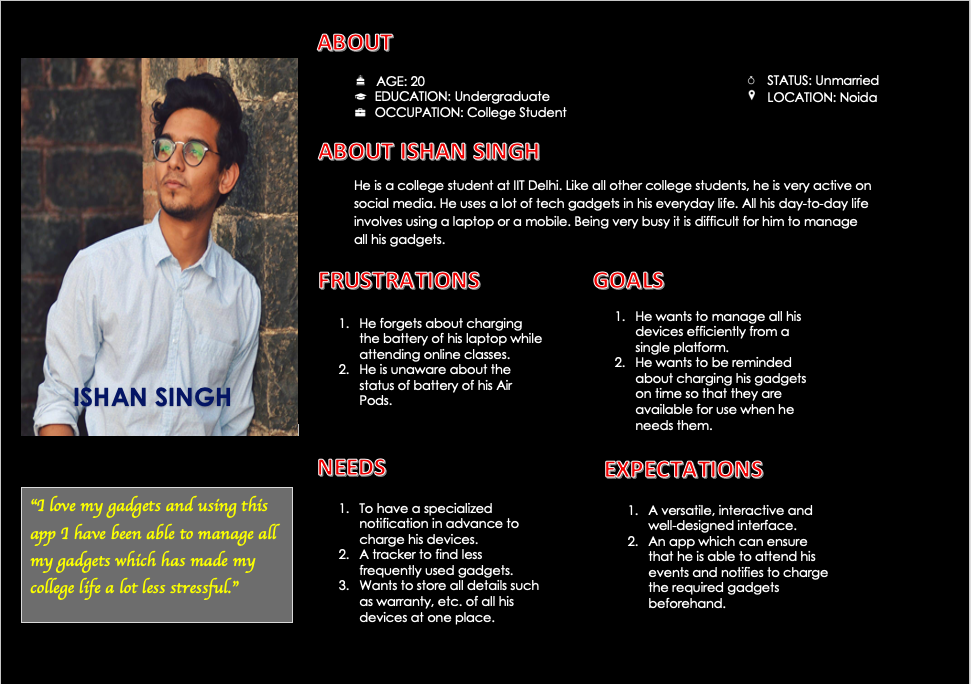 ABOUT
AGE: 20
EDUCATION: Undergraduate
OCCUPATION: College Student
STATUS: Unmarried
LOCATION: Noida
ABOUT ISHAN SINGH
He is a college student at IIT Delhi. Like all other college students, he is very active on
social media. He uses a lot of tech gadgets in his everyday life. All his day-to-day life
involves using a laptop or a mobile. Being very busy it is difficult for him to manage
all his gadgets.
ISHAN SINGH
FRUSTRATIONS
1. He forgets about charging
the battery of his laptop while
attending online classes.
2. He is unaware about the
status of battery of his Air
Pods.
GOALS
1. He wants to manage all his
devices efficiently from a
single platform.
2. He wants to be reminded
about charging his gadgets
on time so that they are
available for use when he
needs them.
"I love my gadgets and using this
app I have been able to manage all
my gadgets which has made my
college life a lot less stressful."
NEEDS
1. To have a specialized
notification in advance to
charge his devices.
2. A tracker to find less
frequently used gadgets.
3. Wants to store all details such
as warranty, etc. of all his
devices at one place.
EXPECTATIONS
1. A versatile, interactive and
well-designed interface.
2. An app which can ensure
that he is able to attend his
events and notifies to charge
the required gadgets
beforehand.